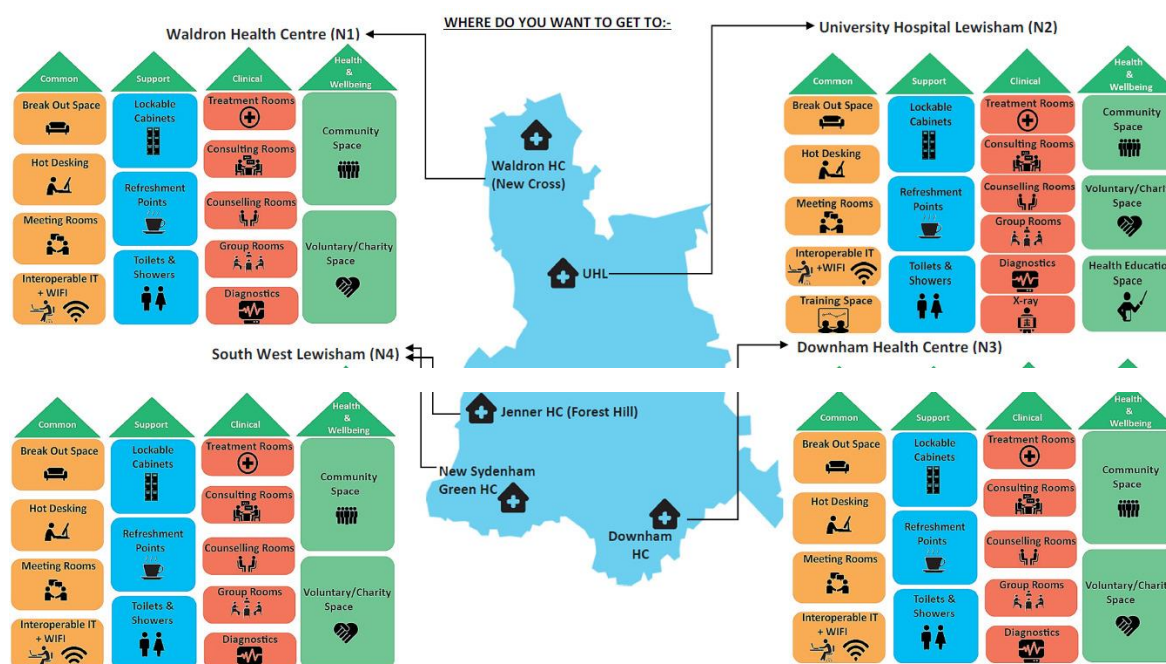 WHERE DO YOU WANT TO GET TO:-
Waldron Health Centre (N1)
Common
Support
Clinical
Health
&
Wellbeing
Break Out Space
Hot Desking
Meeting Rooms
Interoperable IT
+ WIFI
Lockable
Cabinets
Refreshment
Points
Toilets &
Showers
Treatment Rooms
Consulting Rooms
Counselling Rooms
Group Rooms
Diagnostics
Community
Space
Voluntary/Charity
Space
University Hospital Lewisham (N2)
Common
Support
Clinical
Health
&
Wellbeing
Break Out Space
Hot Desking
Meeting Rooms
Interoperable IT
+WIFI
Training Space
Lockable
Cabinets
Refreshment
Points
Toilets &
Showers
Treatment Rooms
Consulting Rooms
Counselling Rooms
Group Rooms
Diagnostics
X-ray
Community
Space
Voluntary/Charity
Space
Health Education
Space
Waldron HC
(New Cross)
UHL
Jenner HC (Forest Hill)
New Sydenham
Green HC
Downham
HC
South West Lewisham (N4)
Common
Support
Clinical
Health
&
Wellbeing
Break Out Space
Hot Desking
Meeting Rooms
Interoperable IT
+ WIFI
Lockable
Cabinets
Refreshment
Points
Toilets &
Showers
Treatment Rooms
Consulting Rooms
Counselling Rooms
Group Rooms
Diagnostics
Community
Space
Voluntary/Charity
Space
Downham Health Centre (N3)
Common
Support
Clinical
Health
&
Wellbeing
Break Out Space
Hot Desking
Meeting Rooms
Interoperable IT
+ WIFI
Lockable
Cabinets
Refreshment
Points
Toilets &
Showers
Treatment Rooms
Consulting Rooms
Counselling Rooms
Group Rooms
Diagnostics
Community
Space
Voluntary/Charity
Space